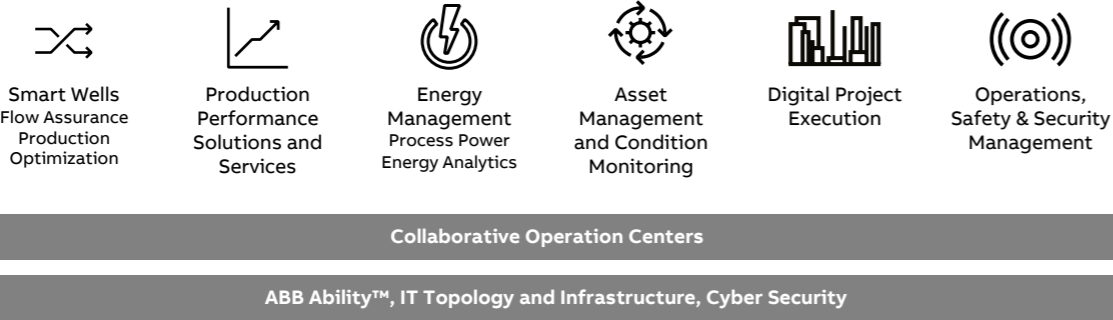 Smart Wells
Flow Assurance
Production
Optimization
Production
Performance
Solutions and
Services
Energy
Management
Process Power
Energy Analytics
Asset
Management
and Condition
Monitoring
Digital Project
Execution
Operations,
Safety & Security
Management
Collaborative Operation Centers
ABB Ability™, IT Topology and Infrastructure, Cyber Security